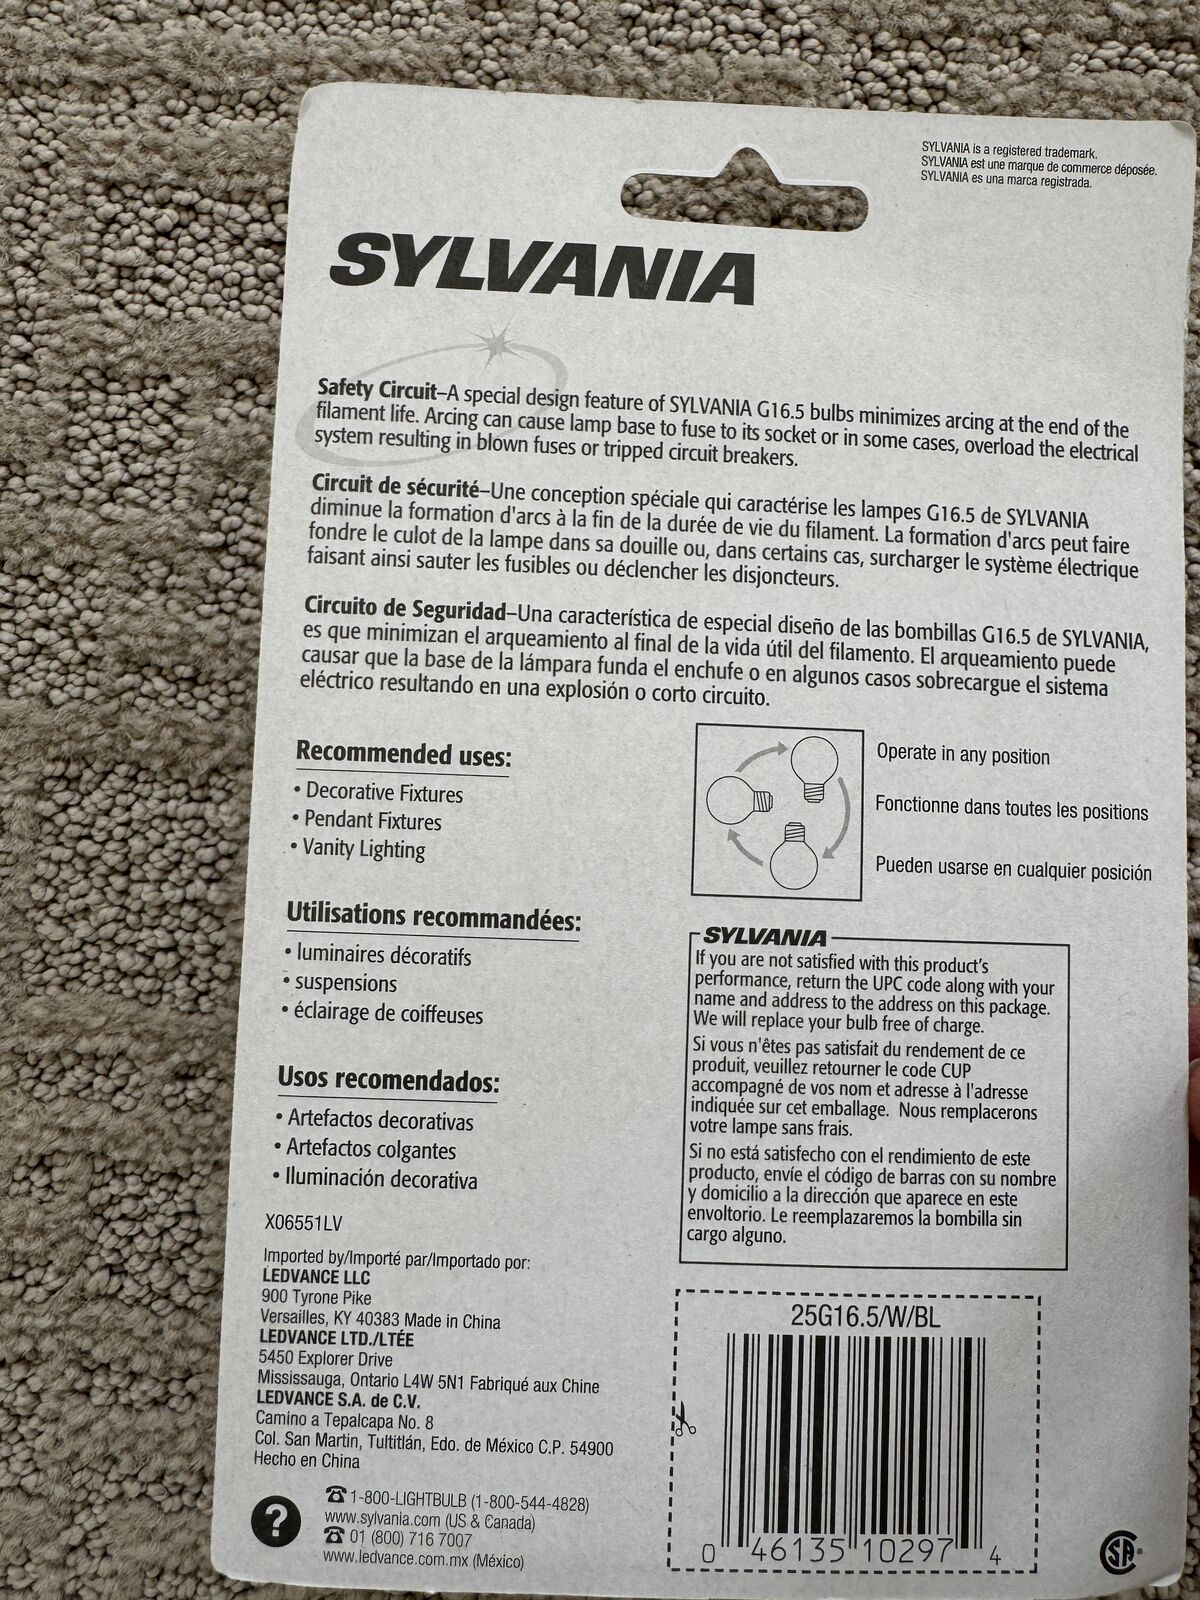 SYLVANIA is a registered trademark.
SYLVANIA est une marque de commerce déposée.
SYLVANIA es una marca registrada.
SYLVANIA
Safety Circuit–A special design feature of SYLVANIA G16.5 bulbs minimizes arcing at the end of the
filament life. Arcing can cause lamp base to fuse to its socket or in some cases, overload the electrical
system resulting in blown fuses or tripped circuit breakers.
Circuit de sécurité–Une conception spéciale qui caractérise les lampes G16.5 de SYLVANIA
diminue la formation d'arcs à la fin de la durée de vie du filament. La formation d'arcs peut faire
fondre le culot de la lampe dans sa douille ou, dans certains cas, surcharger le système électrique
faisant ainsi sauter les fusibles ou déclencher les disjoncteurs.
Circuito de Seguridad–Una característica de especial diseño de las bombillas G16.5 de SYLVANIA,
es que minimizan el arqueamiento al final de la vida útil del filamento. El arqueamiento puede
causar que la base de la lámpara funda el enchufe o en algunos casos sobrecargue el sistema
eléctrico resultando en una explosión o corto circuito.
Recommended uses:
• Decorative Fixtures
• Pendant Fixtures
• Vanity Lighting
Utilisations recommandées:
• luminaires décoratifs
• suspensions
• éclairage de coiffeuses
Usos recomendados:
• Artefactos decorativas
• Artefactos colgantes
• Iluminación decorativa
Operate in any position
Fonctionne dans toutes les positions
Pueden usarse en cualquier posición
SYLVANIA
If you are not satisfied with this product's
performance, return the UPC code along with your
name and address to the address on this package.
We will replace your bulb free of charge.
Si vous n'êtes pas satisfait du rendement de ce
produit, veuillez retourner le code CUP
accompagné de vos nom et adresse à l'adresse
indiquée sur cet emballage. Nous remplacerons
votre lampe sans frais.
Si no está satisfecho con el rendimiento de este
producto, envíe el código de barras con su nombre
y domicilio a la dirección que aparece en este
envoltorio. Le reemplazaremos la bombilla sin
cargo alguno.
X06551LV
Imported by/Importé par/Importado por:
LEDVANCE LLC
900 Tyrone Pike
Versailles, KY 40383 Made in China
LEDVANCE LTD./LTÉE
5450 Explorer Drive
Mississauga, Ontario L4W 5N1 Fabriqué aux Chine
LEDVANCE S.A. de C.V.
Camino a Tepalcapa No. 8
Col. San Martin, Tultitlán, Edo. de México C.P. 54900
Hecho en China
?
1-800-LIGHTBULB (1-800-544-4828)
www.sylvania.com (US & Canada)
01 (800) 716 7007
www.ledvance.com.mx (México)
25G16.5/W/BL
0 46135 10297 4
SA®